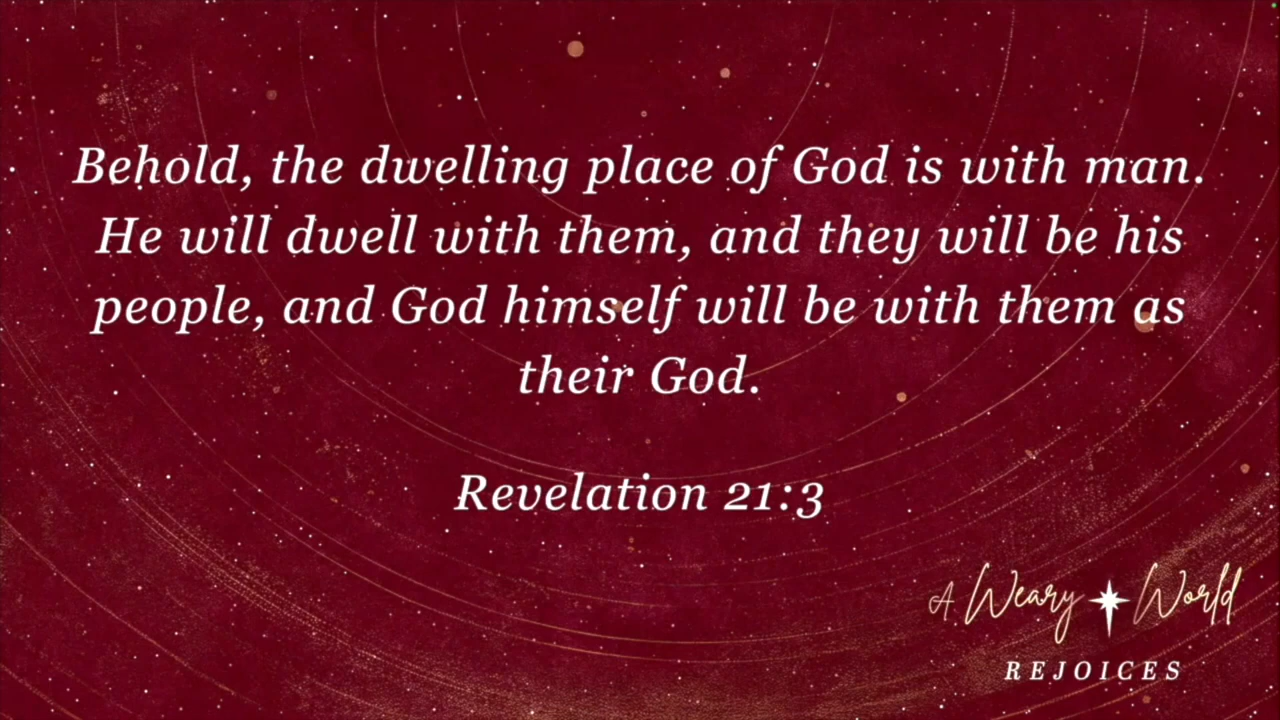 Behold, the dwelling place of God is with man.
He will dwell with them, and they will be his
people, and God himself will be with them as
their God.
Revelation 21:3
A Weary World
REJOICES